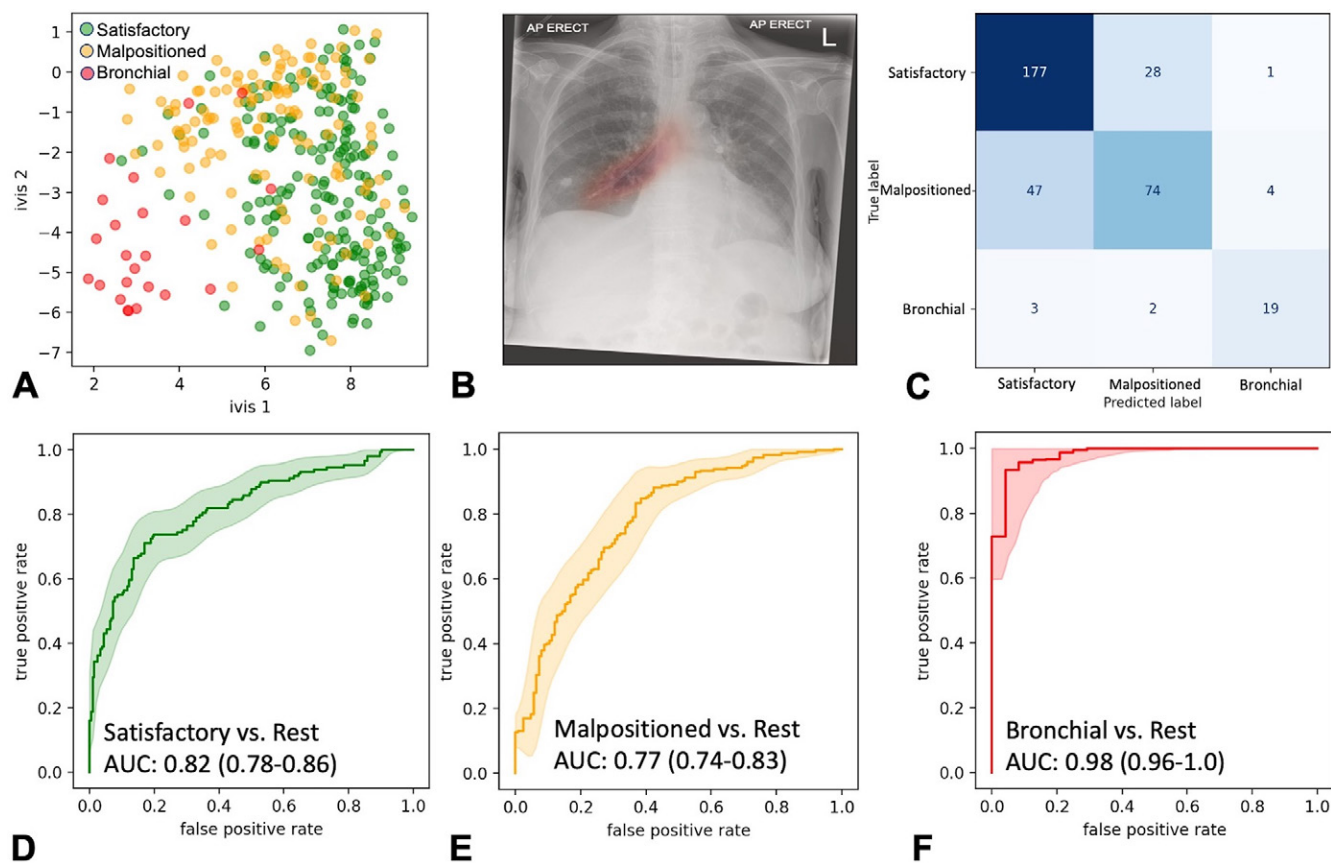 Satisfactory
Malpositioned
Bronchial
1
0
−1
−2
−3
−4
−5
−6
−7
ivis 2
2
4
6
8
ivis 1
A
AP ERECT
AP ERECT
L
B
True label
Satisfactory
177
28
1
Malpositioned
47
74
4
Bronchial
3
2
19
Satisfactory
Malpositioned
Bronchial
Predicted label
C
true positive rate
1.0
0.8
0.6
0.4
0.2
0.0
Satisfactory vs. Rest
AUC: 0.82 (0.78-0.86)
0.0
0.2
0.4
0.6
0.8
1.0
false positive rate
D
true positive rate
1.0
0.8
0.6
0.4
0.2
0.0
Malpositioned vs. Rest
AUC: 0.77 (0.74-0.83)
0.0
0.2
0.4
0.6
0.8
1.0
false positive rate
E
true positive rate
1.0
0.8
0.6
0.4
0.2
0.0
Bronchial vs. Rest
AUC: 0.98 (0.96-1.0)
0.0
0.2
0.4
0.6
0.8
1.0
false positive rate
F